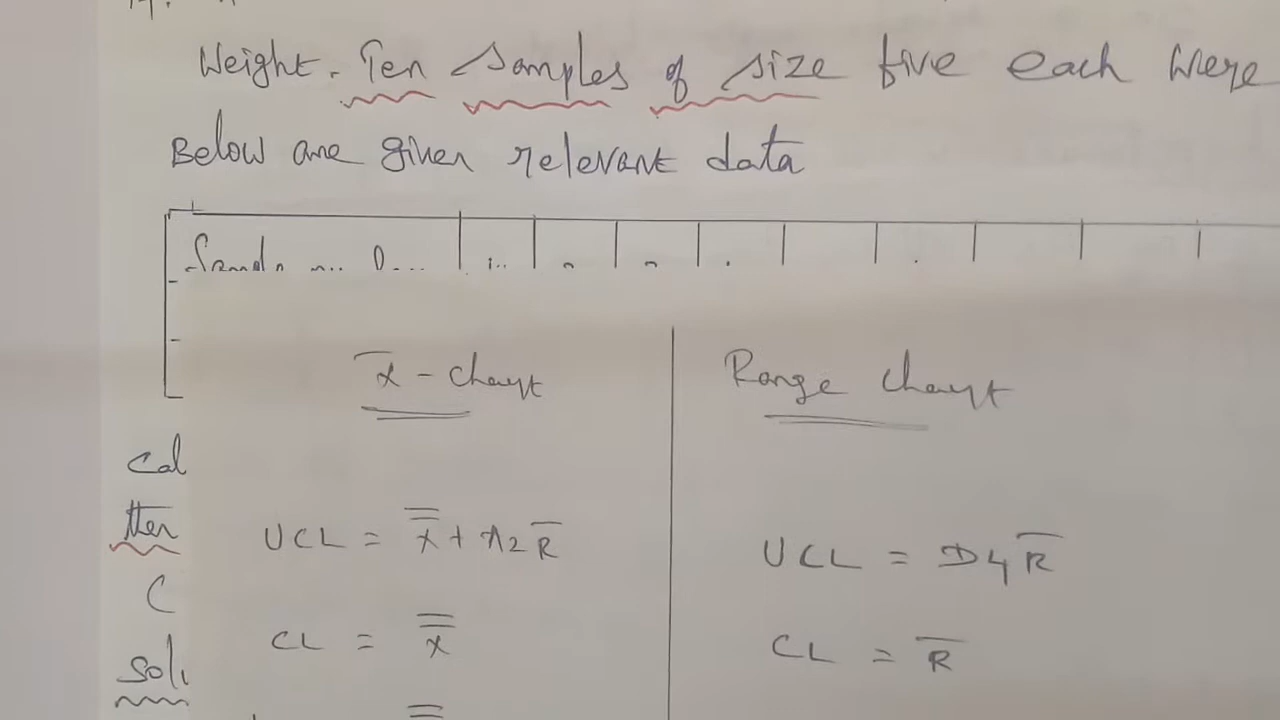 Weight. Ten samples of size five each were
Below are given relevant data
x̅ - chart
Range chart
Cal
UCL = x̿ + A2 R̅
UCL = D4 R̅
CL = x̿
CL = R̅